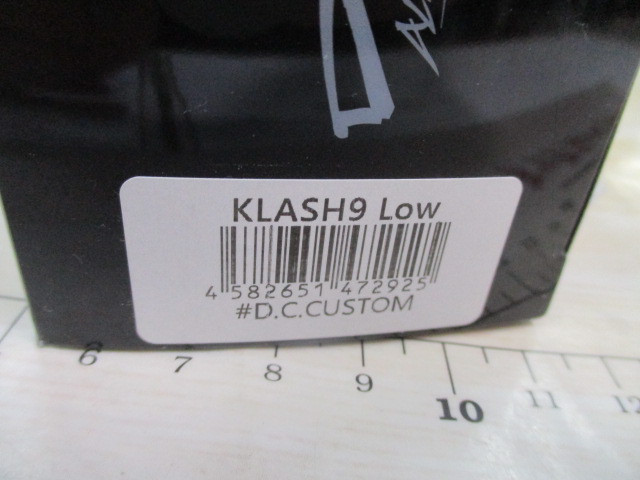 KLASH9 Low
4 582651 472925
#D.C.CUSTOM
6 7 8 9 10 11 12